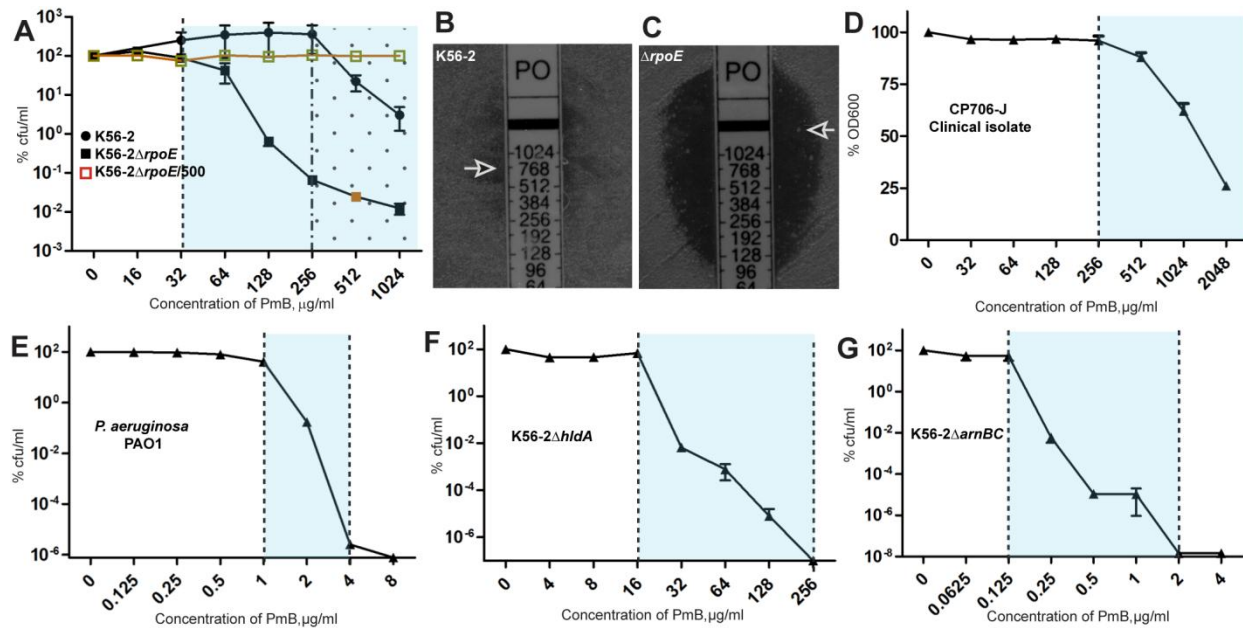 A
10³
10²
10¹
10⁰
10⁻¹
10⁻²
10⁻³
% cfu/ml
K56-2
K56-2ΔrpoE
K56-2ΔrpoE/500
0 16 32 64 128 256 512 1024
Concentration of PmB, μg/ml
B
K56-2
PO
1024
768
512
384
256
192
128
96
64
C
ΔrpoE
PO
1024
768
512
384
256
192
128
96
64
D
100
75
50
25
0
% OD600
CP706-J
Clinical isolate
0 32 64 128 256 512 1024 2048
Concentration of PmB,μg/ml
E
10²
10⁰
10⁻²
10⁻⁴
10⁻⁶
% cfu/ml
P. aeruginosa
PAO1
0 0.125 0.25 0.5 1 2 4 8
Concentration of PmB,μg/ml
F
10²
10⁰
10⁻²
10⁻⁴
10⁻⁶
% cfu/ml
K56-2ΔhldA
0 4 8 16 32 64 128 256
Concentration of PmB,μg/ml
G
10²
10⁰
10⁻²
10⁻⁴
10⁻⁶
10⁻⁸
% cfu/ml
K56-2ΔarnBC
0 0.0625 0.125 0.25 0.5 1 2 4
Concentration of PmB,μg/ml